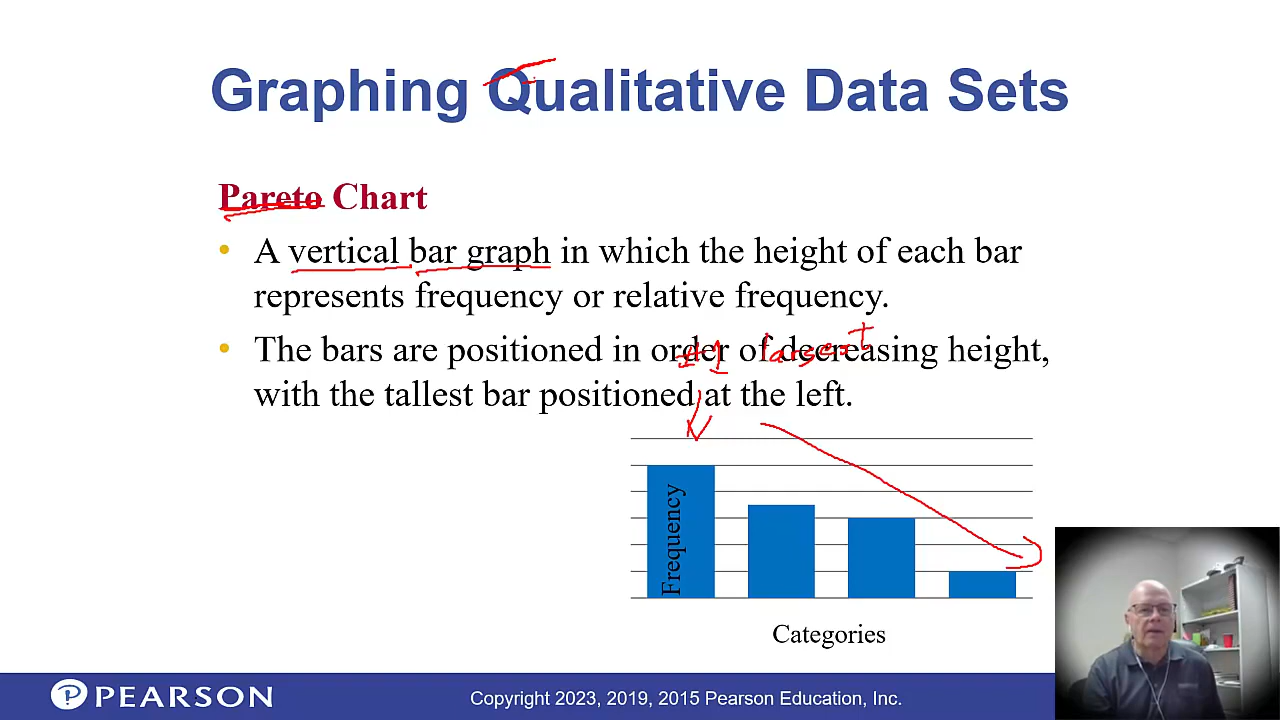 Graphing Qualitative Data Sets
Pareto Chart
• A vertical bar graph in which the height of each bar
represents frequency or relative frequency.
• The bars are positioned in order of decreasing height,
with the tallest bar positioned at the left.
#1 largest
Frequency
Categories
PEARSON
Copyright 2023, 2019, 2015 Pearson Education, Inc.